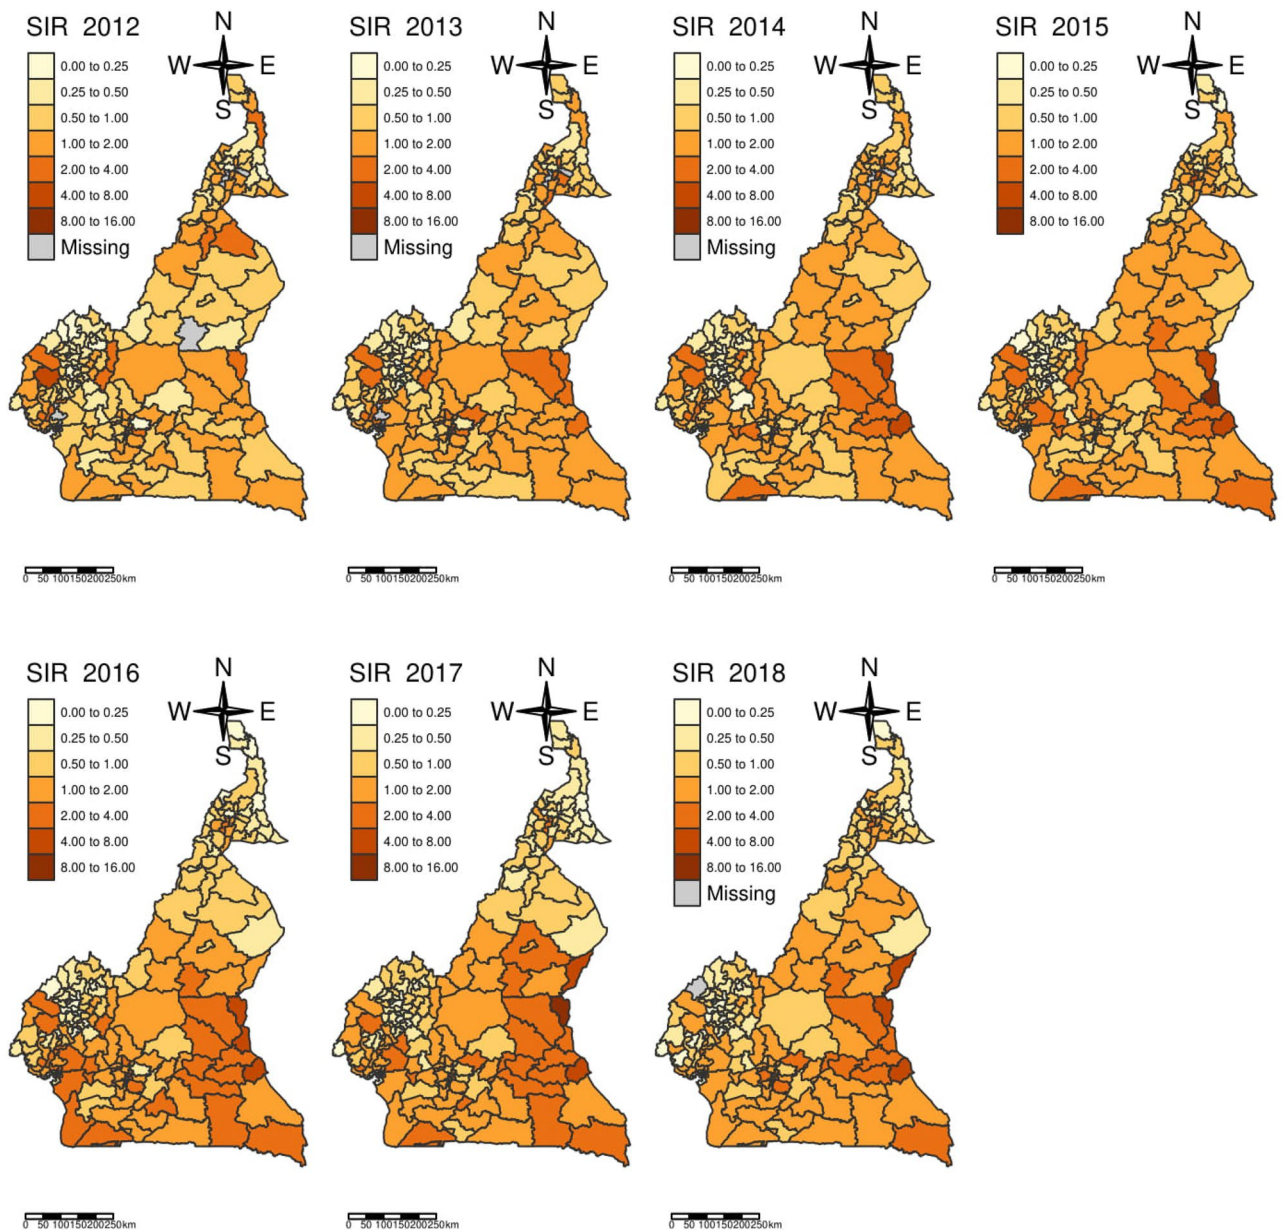 SIR 2012
N
W E
S
0.00 to 0.25
0.25 to 0.50
0.50 to 1.00
1.00 to 2.00
2.00 to 4.00
4.00 to 8.00
8.00 to 16.00
Missing
0 50 100150200250km
SIR 2013
N
W E
S
0.00 to 0.25
0.25 to 0.50
0.50 to 1.00
1.00 to 2.00
2.00 to 4.00
4.00 to 8.00
8.00 to 16.00
Missing
0 50 100150200250km
SIR 2014
N
W E
S
0.00 to 0.25
0.25 to 0.50
0.50 to 1.00
1.00 to 2.00
2.00 to 4.00
4.00 to 8.00
8.00 to 16.00
Missing
0 50 100150200250km
SIR 2015
N
W E
S
0.00 to 0.25
0.25 to 0.50
0.50 to 1.00
1.00 to 2.00
2.00 to 4.00
4.00 to 8.00
8.00 to 16.00
0 50 100150200250km
SIR 2016
N
W E
S
0.00 to 0.25
0.25 to 0.50
0.50 to 1.00
1.00 to 2.00
2.00 to 4.00
4.00 to 8.00
8.00 to 16.00
0 50 100150200250km
SIR 2017
N
W E
S
0.00 to 0.25
0.25 to 0.50
0.50 to 1.00
1.00 to 2.00
2.00 to 4.00
4.00 to 8.00
8.00 to 16.00
0 50 100150200250km
SIR 2018
N
W E
S
0.00 to 0.25
0.25 to 0.50
0.50 to 1.00
1.00 to 2.00
2.00 to 4.00
4.00 to 8.00
8.00 to 16.00
Missing
0 50 100150200250km